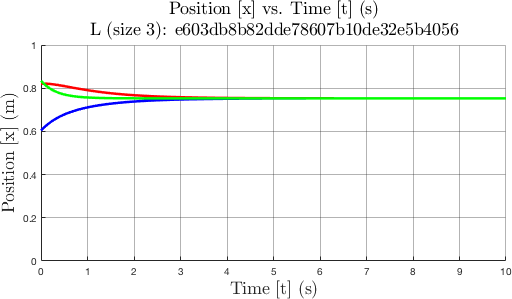 Position [x] vs. Time [t] (s)
L (size 3): e603db8b82dde78607b10de32e5b4056
Position [x] (m)
1
0.8
0.6
0.4
0.2
0
0 1 2 3 4 5 6 7 8 9 10
Time [t] (s)